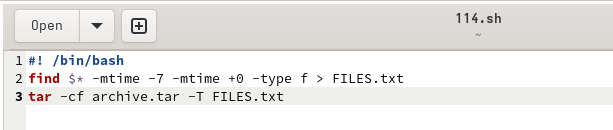 Open
114.sh
~
1 #! /bin/bash
2 find $* -mtime -7 -mtime +0 -type f > FILES.txt
3 tar -cf archive.tar -T FILES.txt